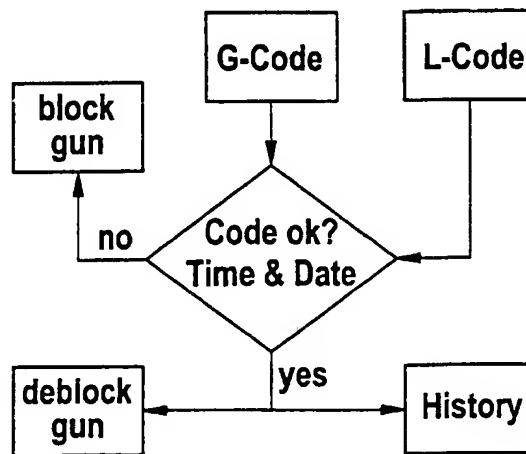 G-Code
L-Code
block
gun
no
Code ok?
Time & Date
yes
deblock
gun
History